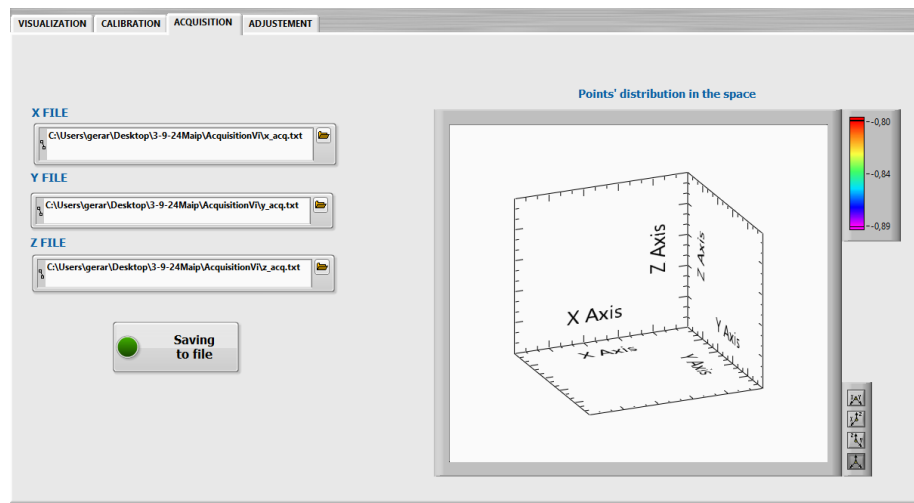 VISUALIZATION CALIBRATION ACQUISITION ADJUSTEMENT
Points' distribution in the space
X FILE
C:\Users\gerar\Desktop\3-9-24Maip\AcquisitionVi\x_acq.txt
Y FILE
C:\Users\gerar\Desktop\3-9-24Maip\AcquisitionVi\y_acq.txt
Z FILE
C:\Users\gerar\Desktop\3-9-24Maip\AcquisitionVi\z_acq.txt
Saving
to file
-0,80
-0,84
-0,89
Z Axis
Z Axis
X Axis
X Axis
Y Axis
Y Axis